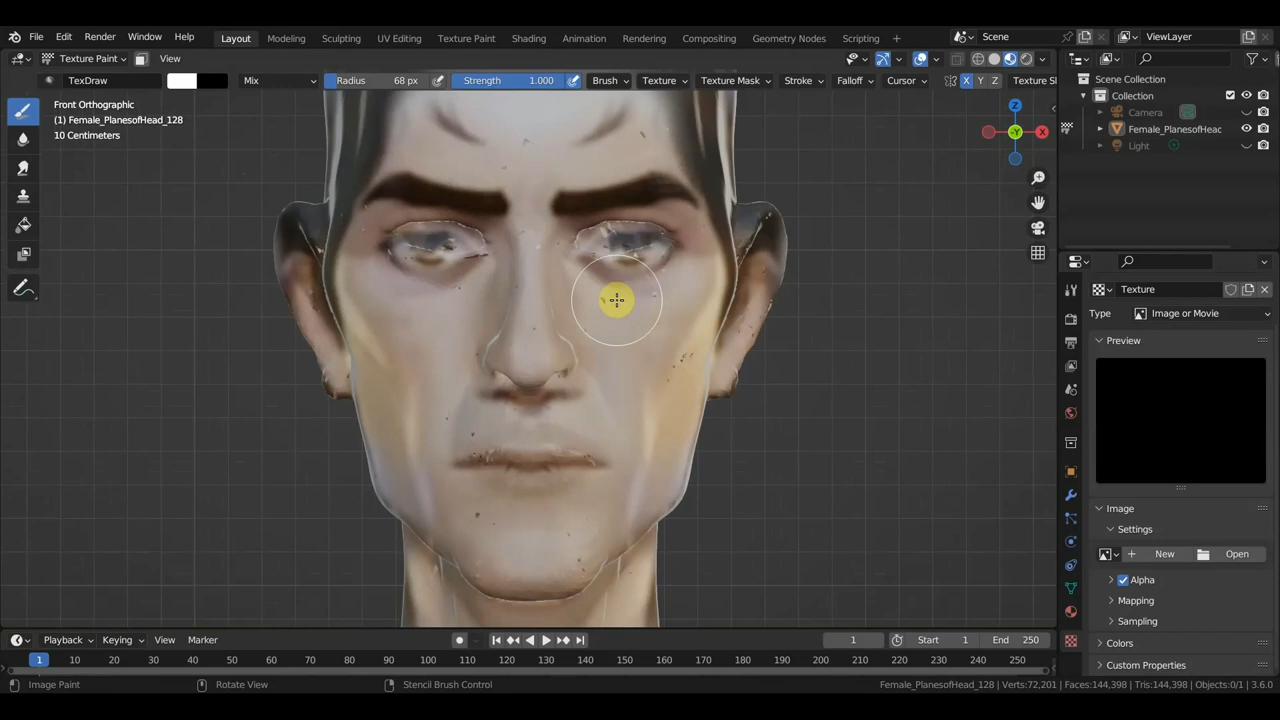 File Edit Render Window Help Layout Modeling Sculpting UV Editing Texture Paint Shading Animation Rendering Compositing Geometry Nodes Scripting + Scene ViewLayer
Texture Paint View
TexDraw Mix Radius 68 px Strength 1.000 Brush Texture Texture Mask Stroke Falloff Cursor X Y Z Texture Sl
Front Orthographic
(1) Female_PlanesofHead_128
10 Centimeters
Z
-Y
X
Scene Collection
Collection
Camera
Female_PlanesofHeac
Light
Texture
Type Image or Movie
Preview
Image
Settings
New Open
Alpha
Mapping
Sampling
Colors
Custom Properties
Playback Keying View Marker 1 Start 1 End 250
1 10 20 30 40 50 60 70 80 90 100 110 120 130 140 150 160 170 180 190 200 210 220 230 240 250
Image Paint Rotate View Stencil Brush Control Female_PlanesofHead_128 | Verts:72,201 | Faces:144,398 | Tris:144,398 | Objects:0/1 | 3.6.0